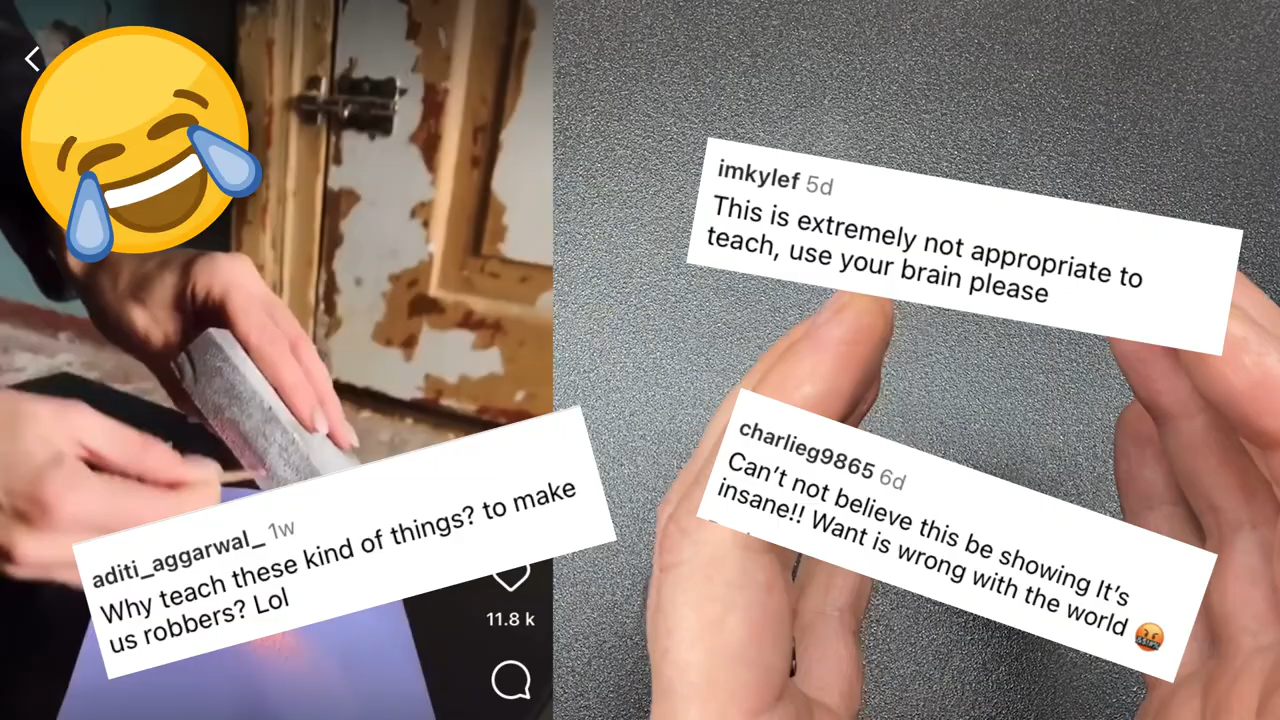 imkylef 5d
This is extremely not appropriate to
teach, use your brain please
charlieg9865 6d
Can't not believe this be showing It's
insane!! Want is wrong with the world 🤬
aditi_aggarwal_ 1w
Why teach these kind of things? to make
us robbers? Lol
11.8 k